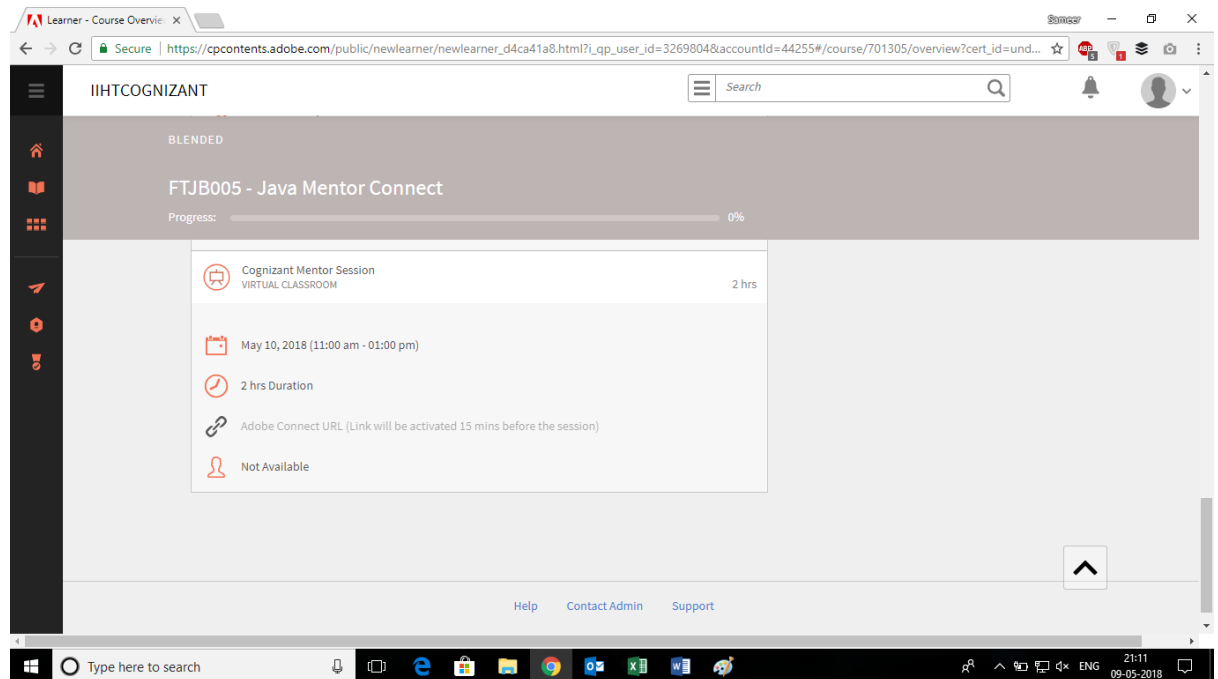 Learner - Course Overvie
Sameer
Secure
https://cpcontents.adobe.com/public/newlearner/newlearner_d4ca41a8.html?i_qp_user_id=3269804&accountId=44255#/course/701305/overview?cert_id=und...
ABP
5
1
IIHTCOGNIZANT
Search
BLENDED
FTJB005 - Java Mentor Connect
Progress:
0%
Cognizant Mentor Session
VIRTUAL CLASSROOM
2 hrs
May 10, 2018 (11:00 am - 01:00 pm)
2 hrs Duration
Adobe Connect URL (Link will be activated 15 mins before the session)
Not Available
Help Contact Admin Support
Type here to search
ENG
21:11
09-05-2018